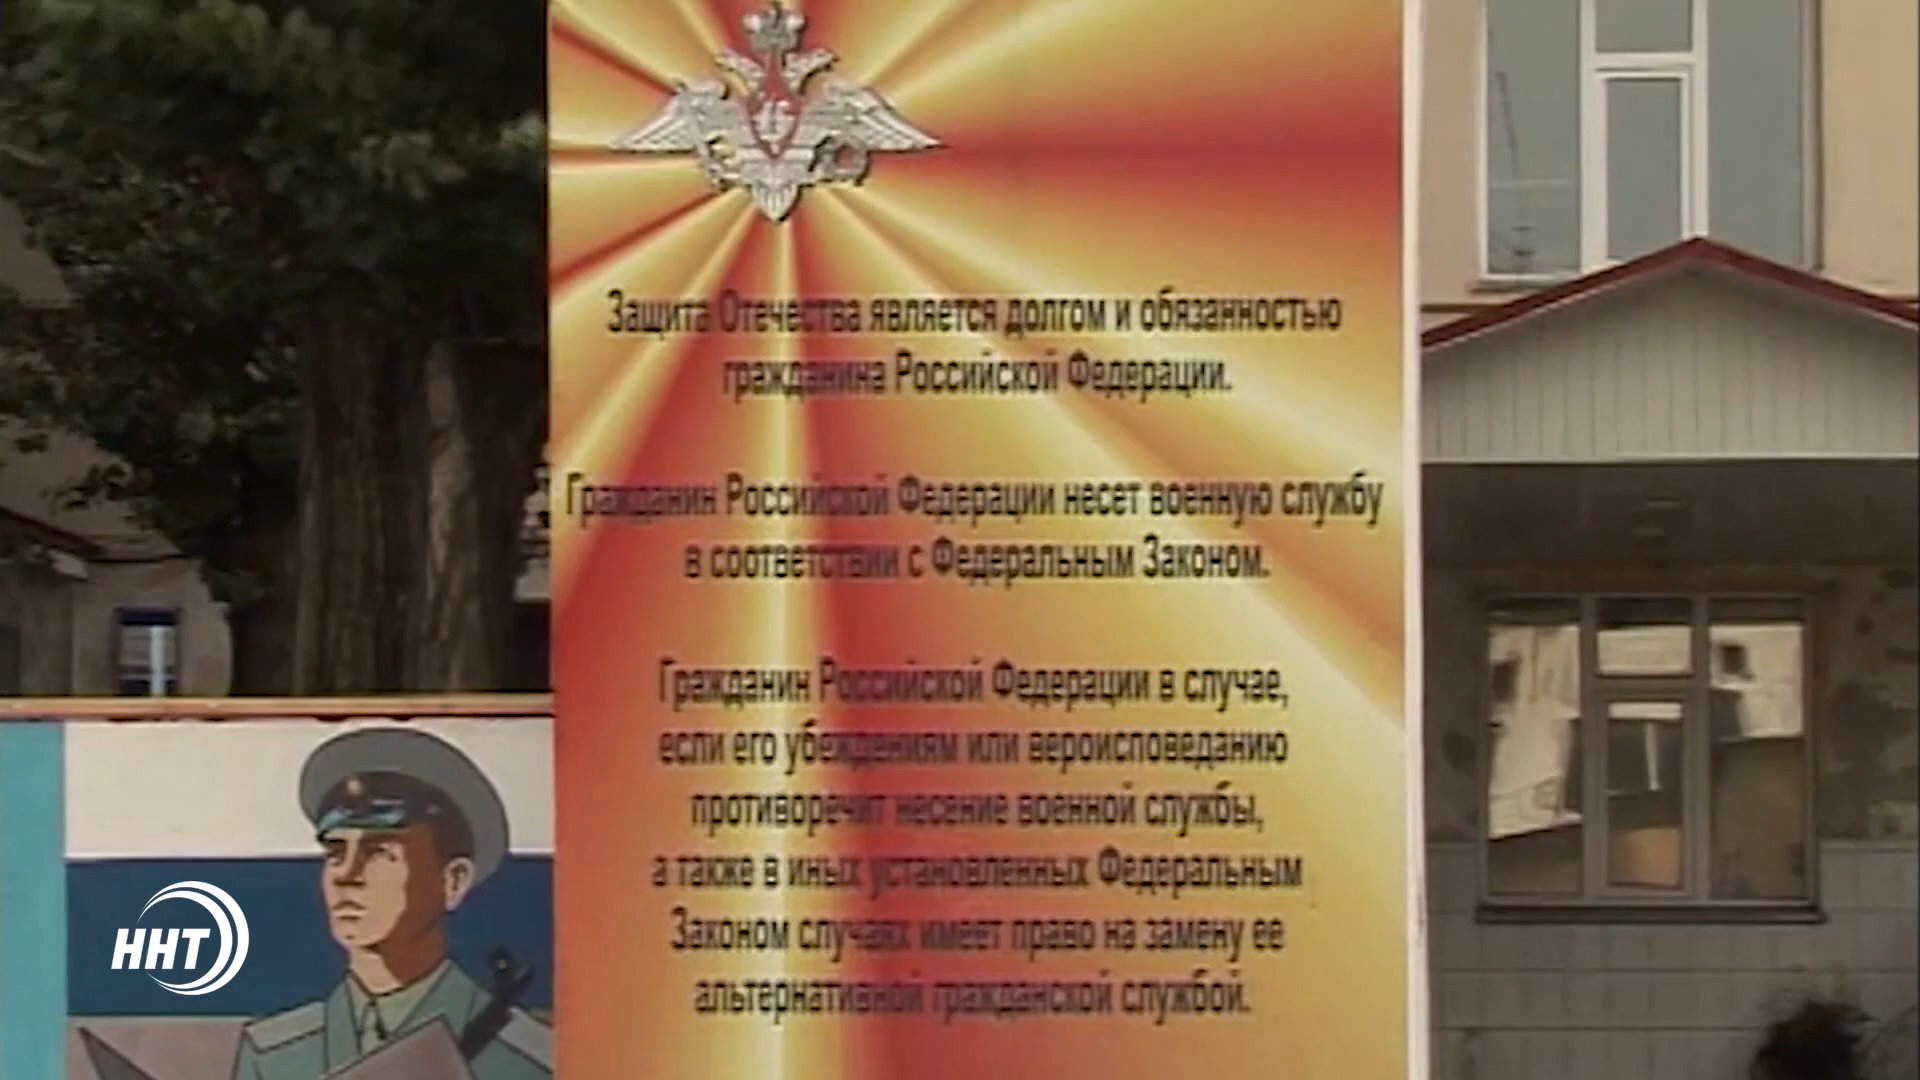 Защита Отечества является долгом и обязанностью
гражданина Российской Федерации.
Гражданин Российской Федерации несет военную службу
в соответствии с Федеральным Законом.
Гражданин Российской Федерации в случае,
если его убеждениям или вероисповеданию
противоречит несение военной службы,
а также в иных установленных Федеральным
Законом случаях имеет право на замену ее
альтернативной гражданской службой.
ННТ